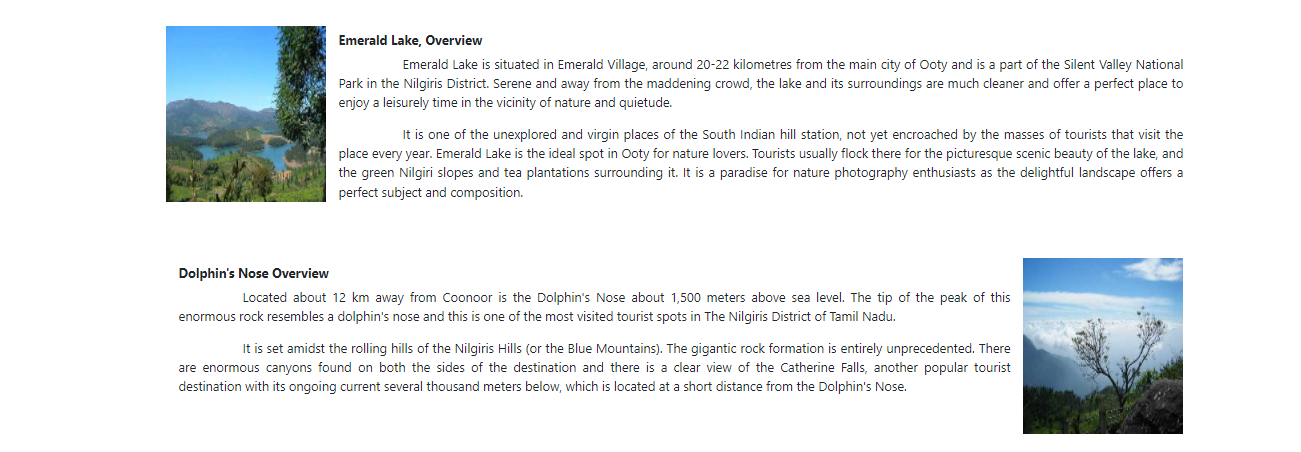 Emerald Lake, Overview
Emerald Lake is situated in Emerald Village, around 20-22 kilometres from the main city of Ooty and is a part of the Silent Valley National
Park in the Nilgiris District. Serene and away from the maddening crowd, the lake and its surroundings are much cleaner and offer a perfect place to
enjoy a leisurely time in the vicinity of nature and quietude.
It is one of the unexplored and virgin places of the South Indian hill station, not yet encroached by the masses of tourists that visit the
place every year. Emerald Lake is the ideal spot in Ooty for nature lovers. Tourists usually flock there for the picturesque scenic beauty of the lake, and
the green Nilgiri slopes and tea plantations surrounding it. It is a paradise for nature photography enthusiasts as the delightful landscape offers a
perfect subject and composition.
Dolphin's Nose Overview
Located about 12 km away from Coonoor is the Dolphin's Nose about 1,500 meters above sea level. The tip of the peak of this
enormous rock resembles a dolphin's nose and this is one of the most visited tourist spots in The Nilgiris District of Tamil Nadu.
It is set amidst the rolling hills of the Nilgiris Hills (or the Blue Mountains). The gigantic rock formation is entirely unprecedented. There
are enormous canyons found on both the sides of the destination and there is a clear view of the Catherine Falls, another popular tourist
destination with its ongoing current several thousand meters below, which is located at a short distance from the Dolphin's Nose.